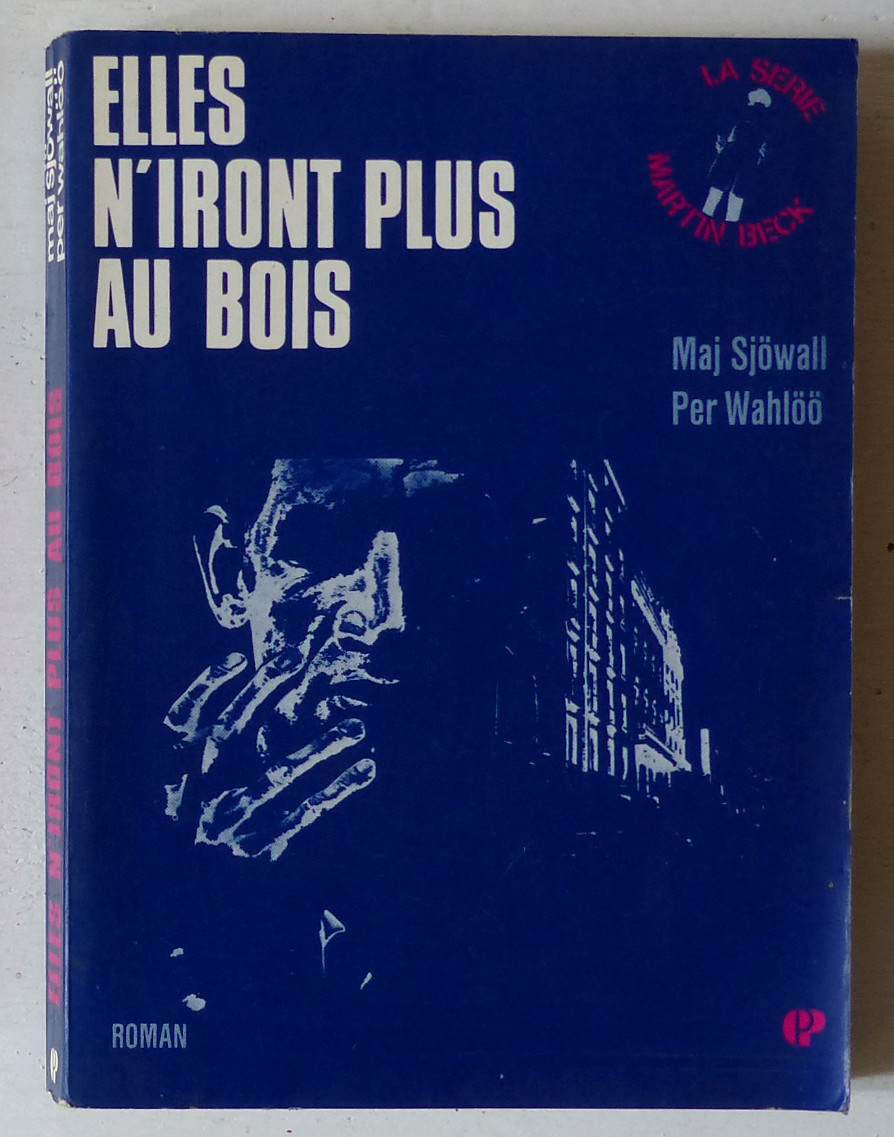 ELLES
N'IRONT PLUS
AU BOIS
LA SERIE
MARTIN BECK
Maj Sjöwall
Per Wahlöö
ROMAN
maj sjöwall
per wahlöö
ELLES N'IRONT PLUS AU BOIS